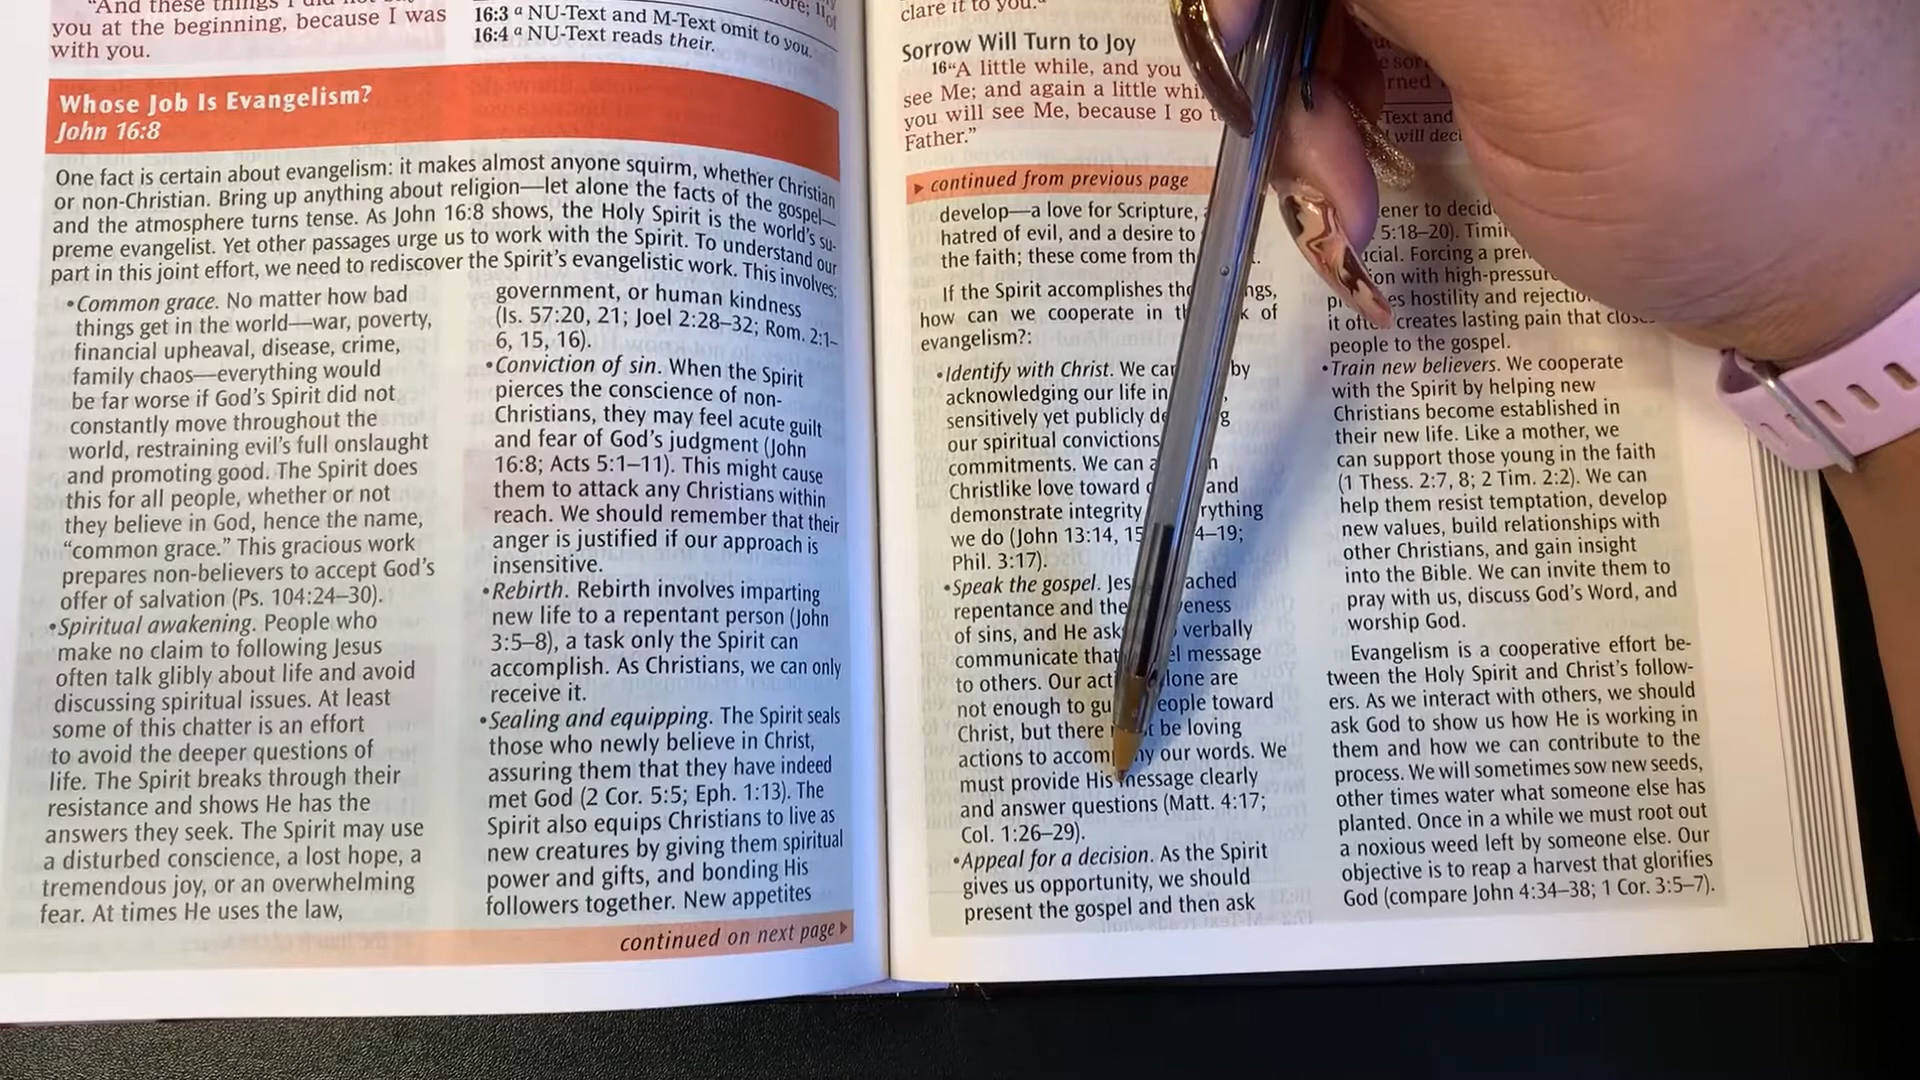 "And these things I did not say
you at the beginning, because I was
with you.
16:3 a NU-Text and M-Text omit to you.
16:4 a NU-Text reads their.
Whose Job Is Evangelism?
John 16:8
One fact is certain about evangelism: it makes almost anyone squirm, whether Christian
or non-Christian. Bring up anything about religion—let alone the facts of the gospel—
and the atmosphere turns tense. As John 16:8 shows, the Holy Spirit is the world's su-
preme evangelist. Yet other passages urge us to work with the Spirit. To understand our
part in this joint effort, we need to rediscover the Spirit's evangelistic work. This involves:
•Common grace. No matter how bad
things get in the world—war, poverty,
financial upheaval, disease, crime,
family chaos—everything would
be far worse if God's Spirit did not
constantly move throughout the
world, restraining evil's full onslaught
and promoting good. The Spirit does
this for all people, whether or not
they believe in God, hence the name,
"common grace." This gracious work
prepares non-believers to accept God's
offer of salvation (Ps. 104:24–30).
•Spiritual awakening. People who
make no claim to following Jesus
often talk glibly about life and avoid
discussing spiritual issues. At least
some of this chatter is an effort
to avoid the deeper questions of
life. The Spirit breaks through their
resistance and shows He has the
answers they seek. The Spirit may use
a disturbed conscience, a lost hope, a
tremendous joy, or an overwhelming
fear. At times He uses the law,
government, or human kindness
(Is. 57:20, 21; Joel 2:28–32; Rom. 2:1–
6, 15, 16).
•Conviction of sin. When the Spirit
pierces the conscience of non-
Christians, they may feel acute guilt
and fear of God's judgment (John
16:8; Acts 5:1–11). This might cause
them to attack any Christians within
reach. We should remember that their
anger is justified if our approach is
insensitive.
•Rebirth. Rebirth involves imparting
new life to a repentant person (John
3:5–8), a task only the Spirit can
accomplish. As Christians, we can only
receive it.
•Sealing and equipping. The Spirit seals
those who newly believe in Christ,
assuring them that they have indeed
met God (2 Cor. 5:5; Eph. 1:13). The
Spirit also equips Christians to live as
new creatures by giving them spiritual
power and gifts, and bonding His
followers together. New appetites
continued on next page ▶
clare it to you.
Sorrow Will Turn to Joy
16"A little while, and you
see Me; and again a little
you will see Me, because I go
Father."
▶ continued from previous page
develop—a love for Scripture,
hatred of evil, and a desire to
the faith; these come from
If the Spirit accomplishes
how can we cooperate in of
evangelism?:
•Identify with Christ. We by
acknowledging our life in
sensitively yet publicly
our spiritual convictions
commitments. We can
Christlike love toward and
demonstrate integrity
we do (John 13:14, 15
Phil. 3:17).
•Speak the gospel.
repentance and the
of sins, and He verbally
communicate that message
to others. Our are
not enough to people toward
Christ, but there be loving
actions to accompany our words. We
must provide His message clearly
and answer questions (Matt. 4:17;
Col. 1:26–29).
•Appeal for a decision. As the Spirit
gives us opportunity, we should
present the gospel and then ask
5:18–20).
Forcing a
with high-pressure
hostility and
it often creates lasting pain that
people to the gospel.
•Train new believers. We cooperate
with the Spirit by helping new
Christians become established in
their new life. Like a mother, we
can support those young in the faith
(1 Thess. 2:7, 8; 2 Tim. 2:2). We can
help them resist temptation, develop
new values, build relationships with
other Christians, and gain insight
into the Bible. We can invite them to
pray with us, discuss God's Word, and
worship God.
Evangelism is a cooperative effort be-
tween the Holy Spirit and Christ's follow-
ers. As we interact with others, we should
ask God to show us how He is working in
them and how we can contribute to the
process. We will sometimes sow new seeds,
other times water what someone else has
planted. Once in a while we must root out
a noxious weed left by someone else. Our
objective is to reap a harvest that glorifies
God (compare John 4:34–38; 1 Cor. 3:5–7).